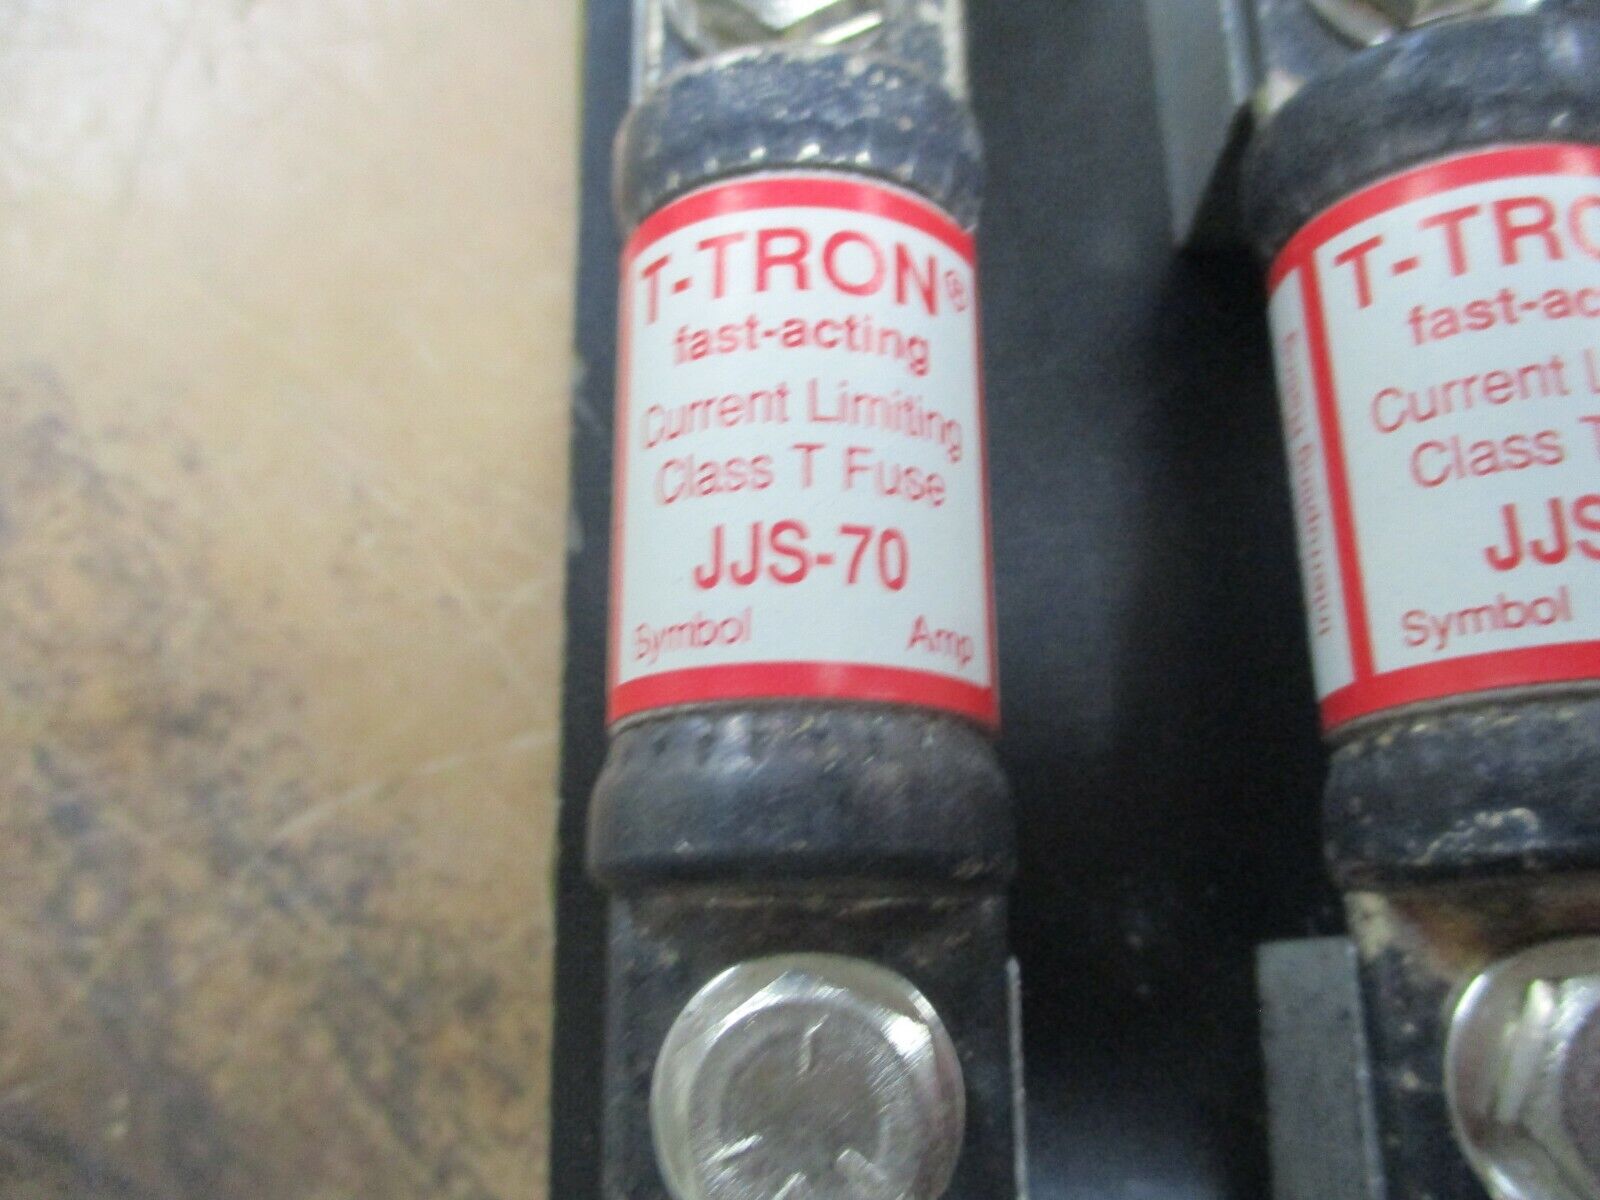 T-TRON®
fast-acting
Current Limiting
Class T Fuse
JJS-70
Symbol Amp
T-TRO
fast-ac
Current L
Class T
JJS
Symbol